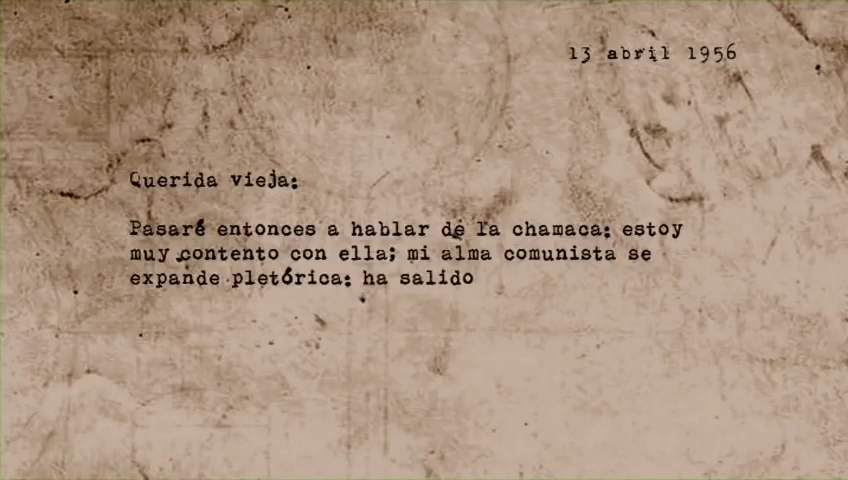 13 abril 1956
Querida vieja:
Pasaré entonces a hablar de la chamaca: estoy
muy contento con ella; mi alma comunista se
expande pletórica: ha salido